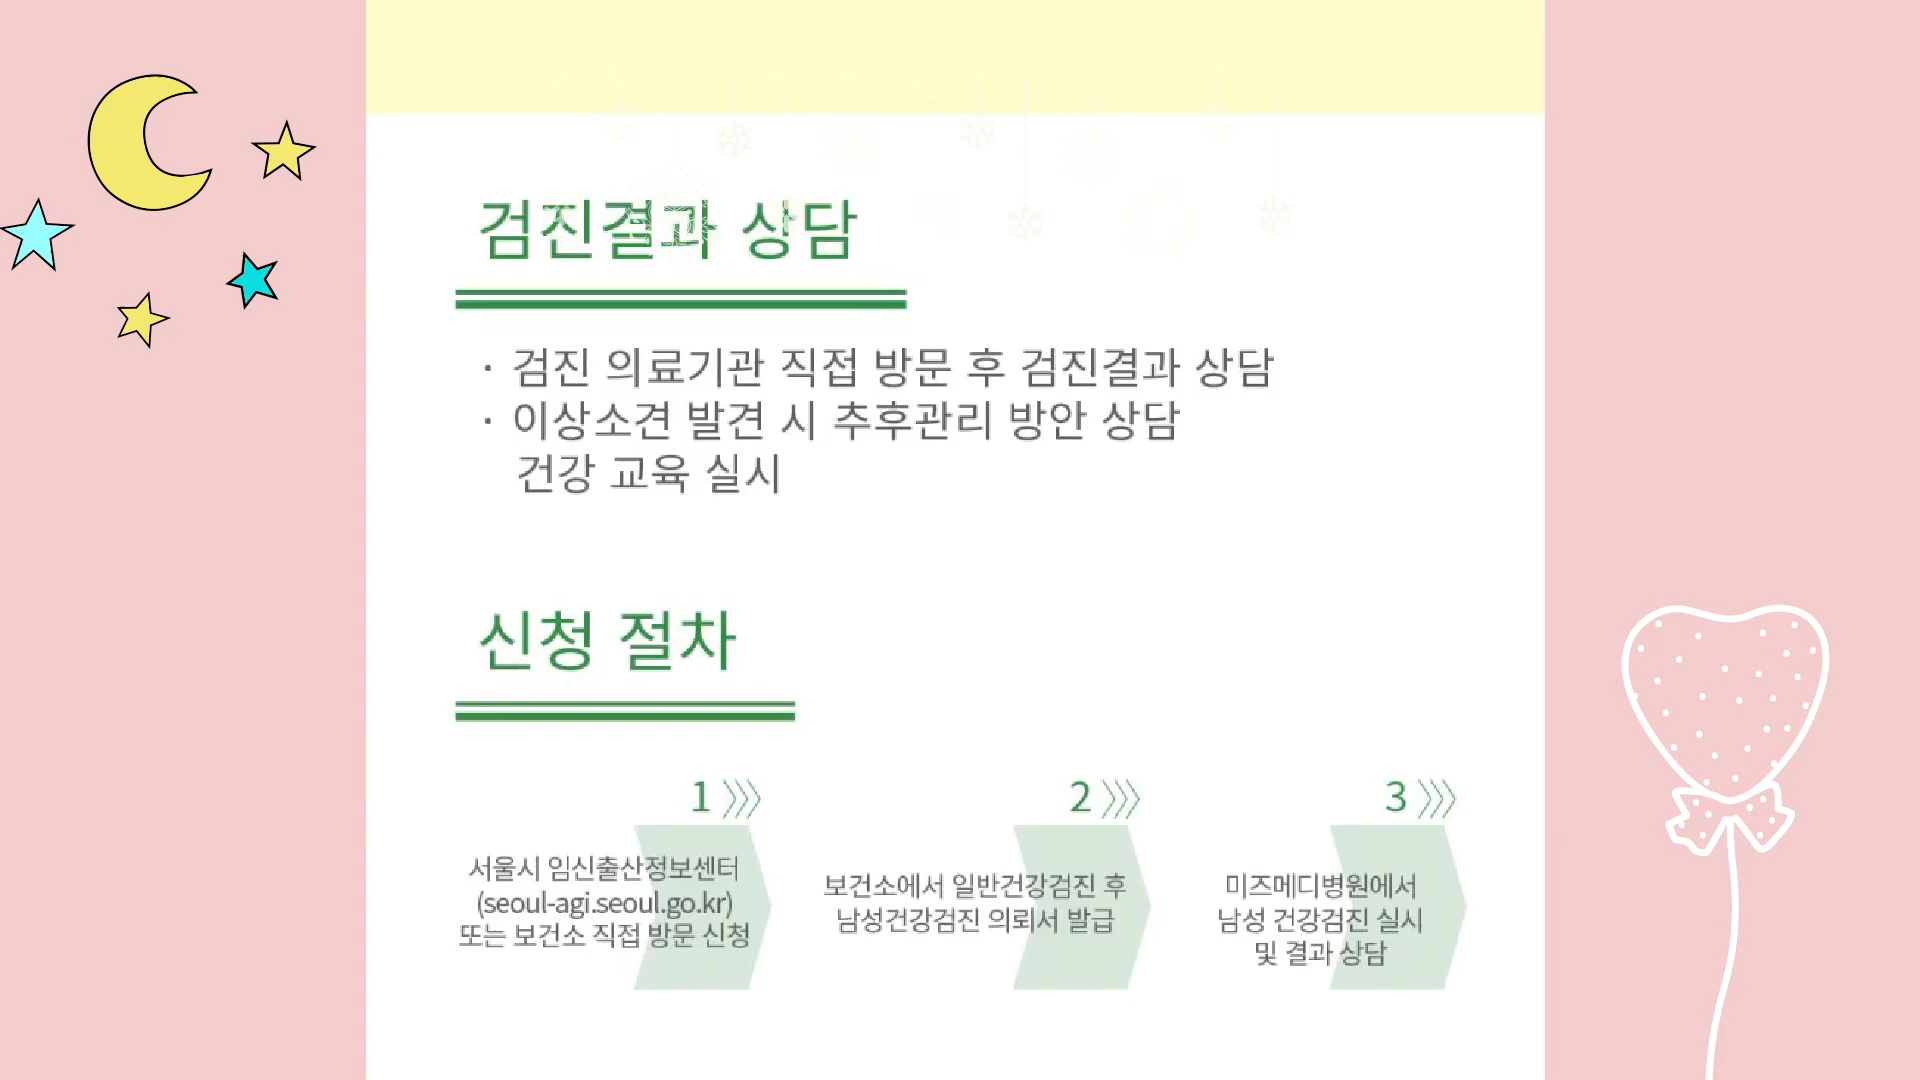 검진결과 상담
· 검진 의료기관 직접 방문 후 검진결과 상담
· 이상소견 발견 시 추후관리 방안 상담
건강 교육 실시
신청 절차
1
서울시 임신출산정보센터
(seoul-agi.seoul.go.kr)
또는 보건소 직접 방문 신청
2
보건소에서 일반건강검진 후
남성건강검진 의뢰서 발급
3
미즈메디병원에서
남성 건강검진 실시
및 결과 상담